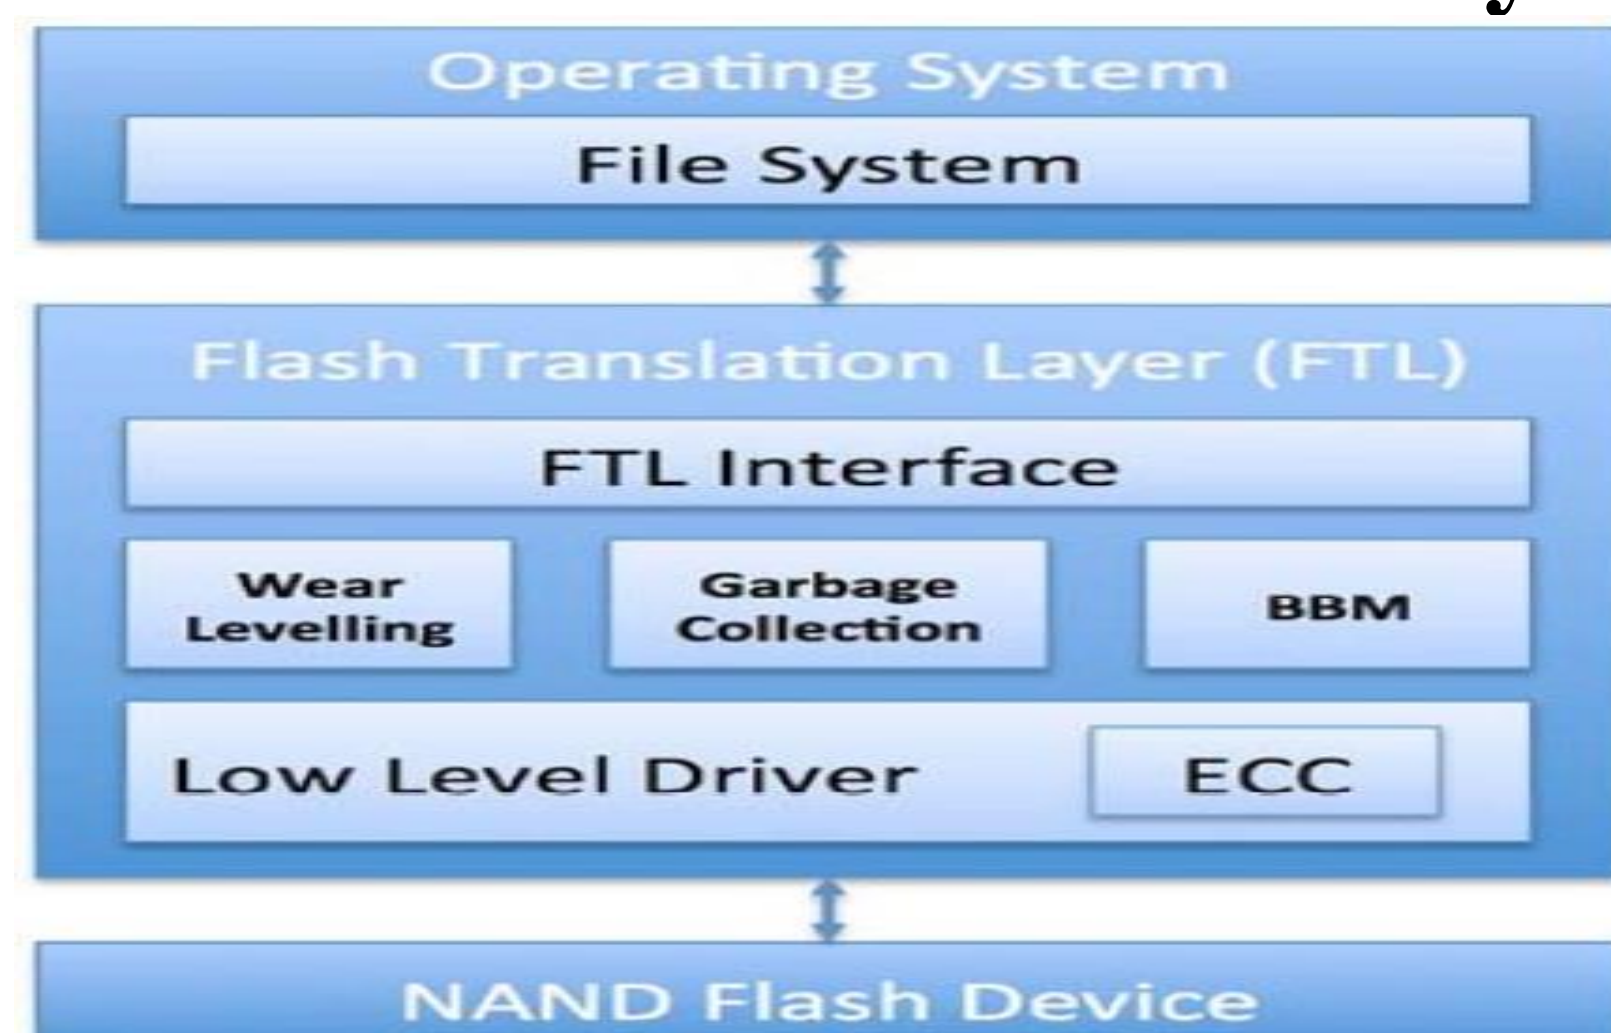 Operating System
File System
Flash Translation Layer (FTL)
FTL Interface
Wear
Levelling
Garbage
Collection
BBM
Low Level Driver
ECC
NAND Flash Device